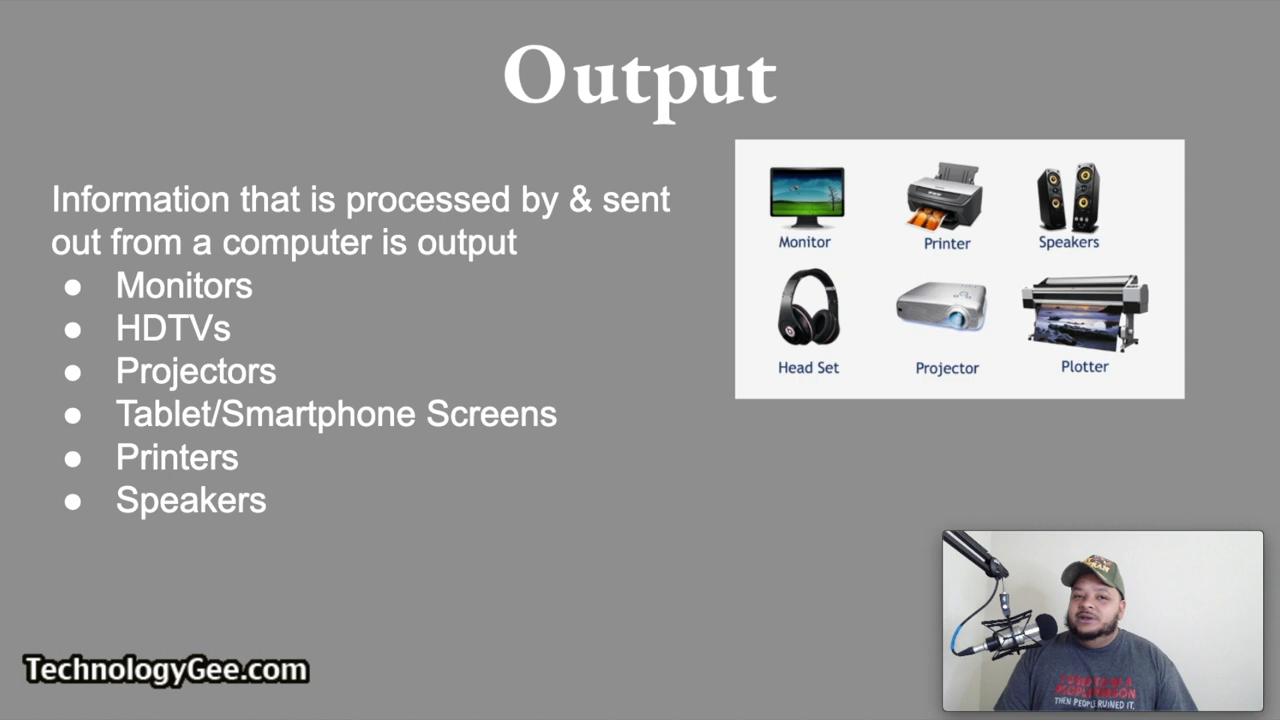 Output
Information that is processed by & sent
out from a computer is output
● Monitors
● HDTVs
● Projectors
● Tablet/Smartphone Screens
● Printers
● Speakers
Monitor
Printer
Speakers
Head Set
Projector
Plotter
TechnologyGee.com
THEN PEOPLE RUINED IT.